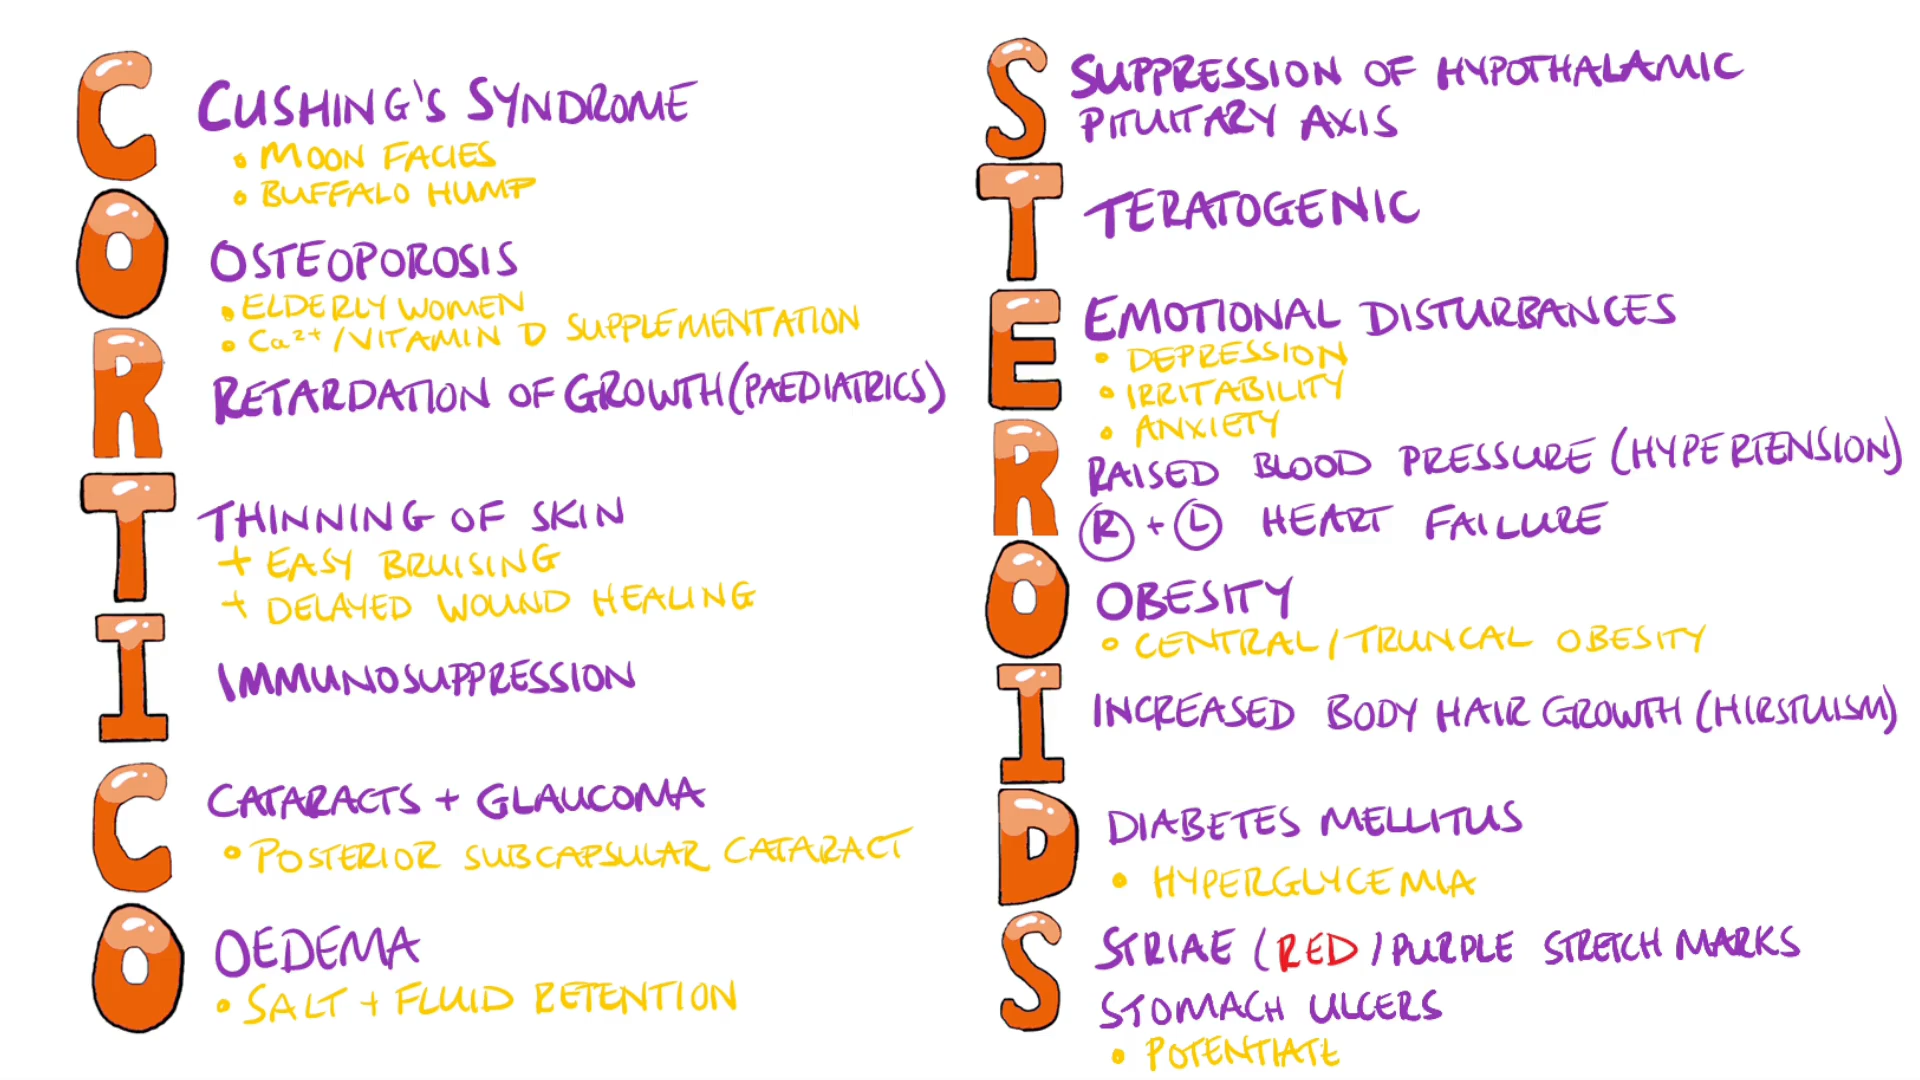 C
CUSHING'S SYNDROME
• MOON FACIES
• BUFFALO HUMP
O
OSTEOPOROSIS
• ELDERLY WOMEN
• Ca²⁺/VITAMIN D SUPPLEMENTATION
R
RETARDATION OF GROWTH (PAEDIATRICS)
T
THINNING OF SKIN
+ EASY BRUISING
+ DELAYED WOUND HEALING
I
IMMUNOSUPPRESSION
C
CATARACTS + GLAUCOMA
• POSTERIOR SUBCAPSULAR CATARACT
O
OEDEMA
• SALT + FLUID RETENTION
S
SUPPRESSION OF HYPOTHALAMIC
PITUITARY AXIS
T
TERATOGENIC
E
EMOTIONAL DISTURBANCES
• DEPRESSION
• IRRITABILITY
• ANXIETY
R
RAISED BLOOD PRESSURE (HYPERTENSION)
R + L HEART FAILURE
O
OBESITY
• CENTRAL/TRUNCAL OBESITY
I
INCREASED BODY HAIR GROWTH (HIRSTUISM)
D
DIABETES MELLITUS
• HYPERGLYCEMIA
S
STRIAE (RED/PURPLE STRETCH MARKS
STOMACH ULCERS
• POTENTIATE